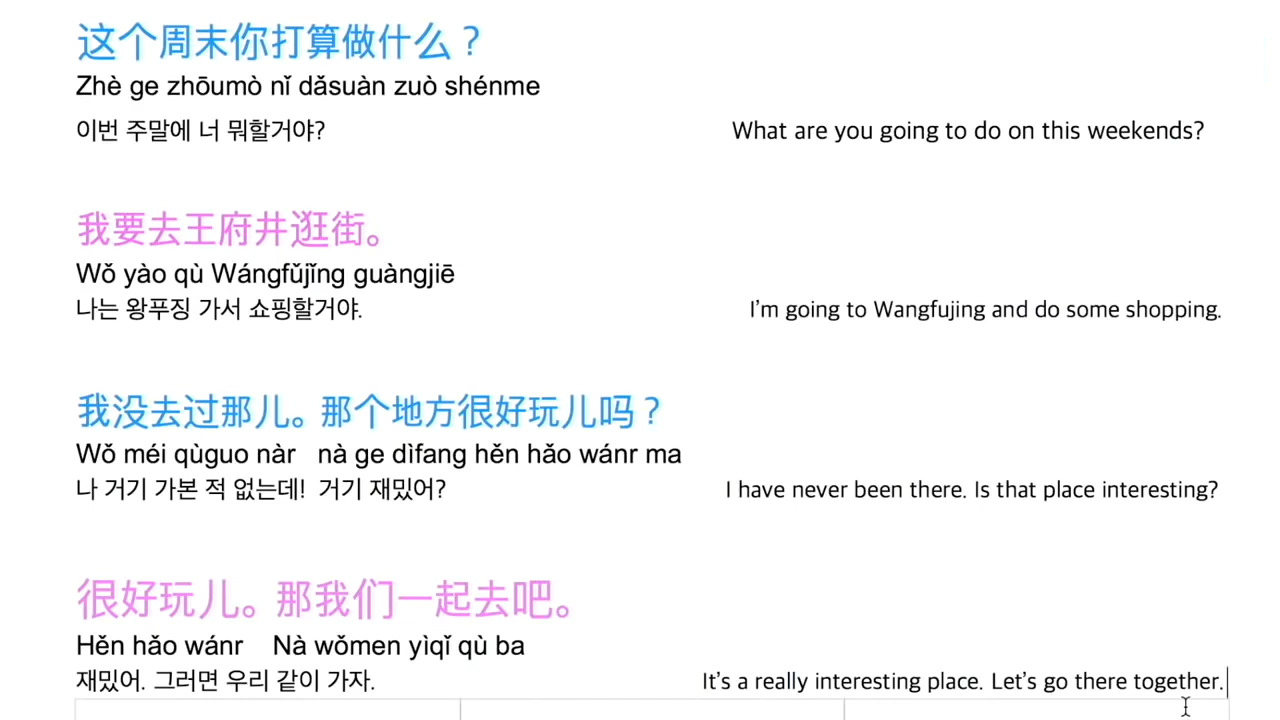 这个周末你打算做什么？
Zhè ge zhōumò nǐ dǎsuàn zuò shénme
이번 주말에 너 뭐할거야? What are you going to do on this weekends?
我要去王府井逛街。
Wǒ yào qù Wángfǔjǐng guàngjiē
나는 왕푸징 가서 쇼핑할거야. I'm going to Wangfujing and do some shopping.
我没去过那儿。那个地方很好玩儿吗？
Wǒ méi qùguo nàr nà ge dìfang hěn hǎo wánr ma
나 거기 가본 적 없는데! 거기 재밌어? I have never been there. Is that place interesting?
很好玩儿。那我们一起去吧。
Hěn hǎo wánr Nà wǒmen yìqǐ qù ba
재밌어. 그러면 우리 같이 가자. It's a really interesting place. Let's go there together.